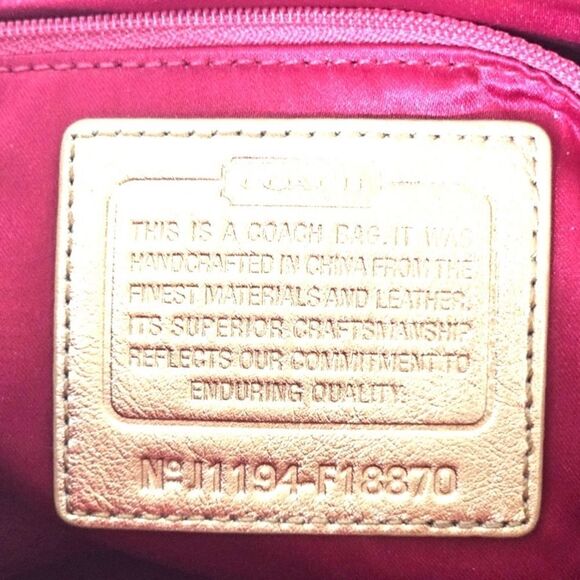 COACH
THIS IS A COACH BAG. IT WAS
HANDCRAFTED IN CHINA FROM THE
FINEST MATERIALS AND LEATHER.
ITS SUPERIOR CRAFTSMANSHIP
REFLECTS OUR COMMITMENT TO
ENDURING QUALITY.
Nº J1194-F18870